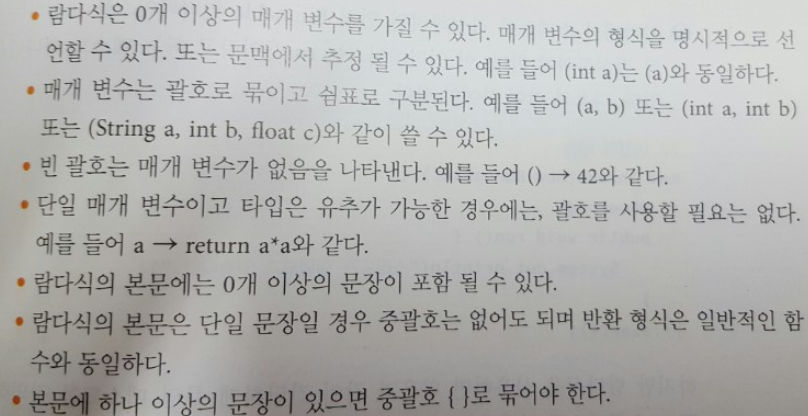 • 람다식은 0개 이상의 매개 변수를 가질 수 있다. 매개 변수의 형식을 명시적으로 선
언할 수 있다. 또는 문맥에서 추정 될 수 있다. 예를 들어 (int a)는 (a)와 동일하다.
• 매개 변수는 괄호로 묶이고 쉼표로 구분된다. 예를 들어 (a, b) 또는 (int a, int b)
또는 (String a, int b, float c)와 같이 쓸 수 있다.
• 빈 괄호는 매개 변수가 없음을 나타낸다. 예를 들어 () → 42와 같다.
• 단일 매개 변수이고 타입은 유추가 가능한 경우에는, 괄호를 사용할 필요는 없다.
예를 들어 a → return a*a와 같다.
• 람다식의 본문에는 0개 이상의 문장이 포함 될 수 있다.
• 람다식의 본문은 단일 문장일 경우 중괄호는 없어도 되며 반환 형식은 일반적인 함
수와 동일하다.
• 본문에 하나 이상의 문장이 있으면 중괄호 { }로 묶어야 한다.